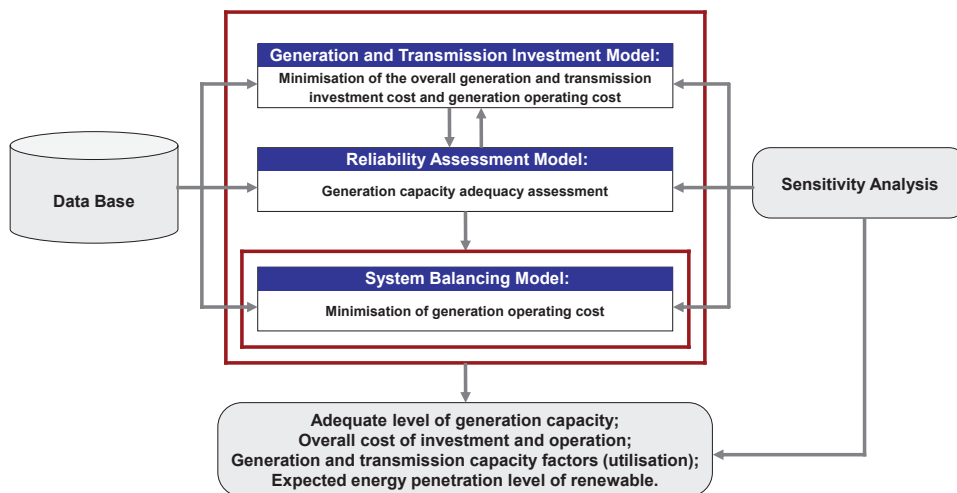 Generation and Transmission Investment Model:
Minimisation of the overall generation and transmission
investment cost and generation operating cost
Reliability Assessment Model:
Generation capacity adequacy assessment
Data Base
Sensitivity Analysis
System Balancing Model:
Minimisation of generation operating cost
Adequate level of generation capacity;
Overall cost of investment and operation;
Generation and transmission capacity factors (utilisation);
Expected energy penetration level of renewable.